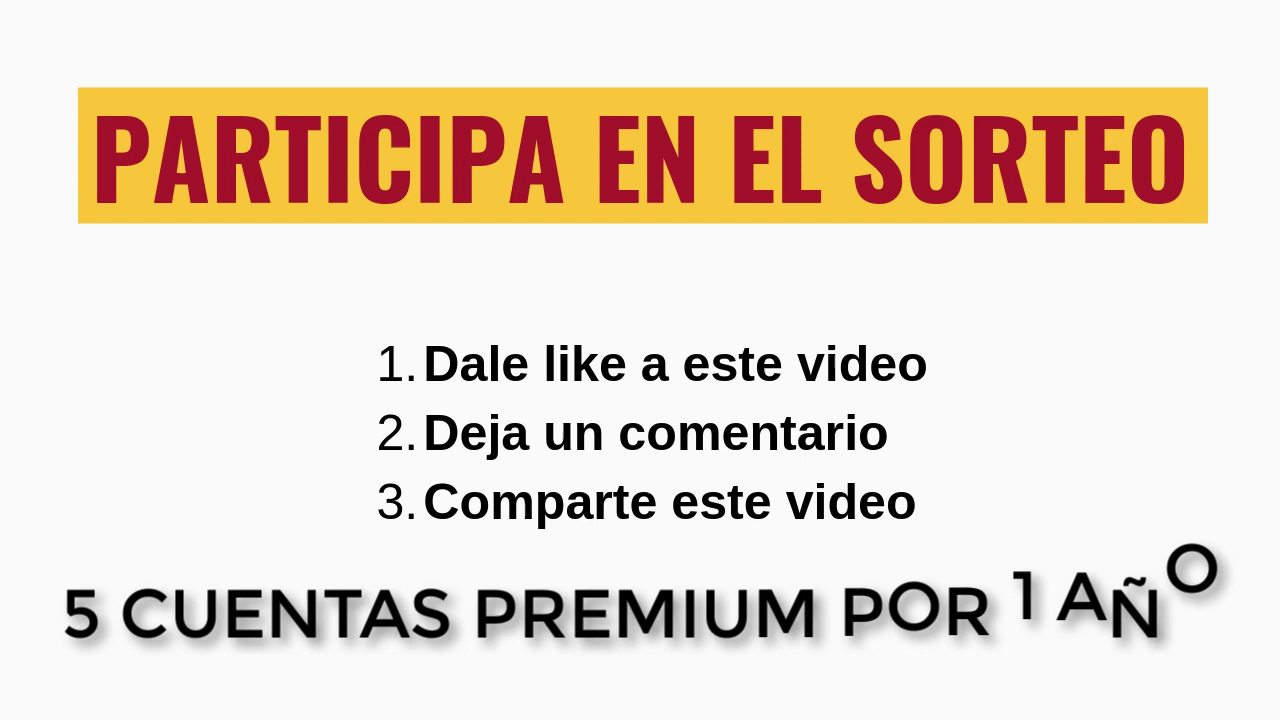 PARTICIPA EN EL SORTEO
1. Dale like a este video
2. Deja un comentario
3. Comparte este video
5 CUENTAS PREMIUM POR 1 AÑO